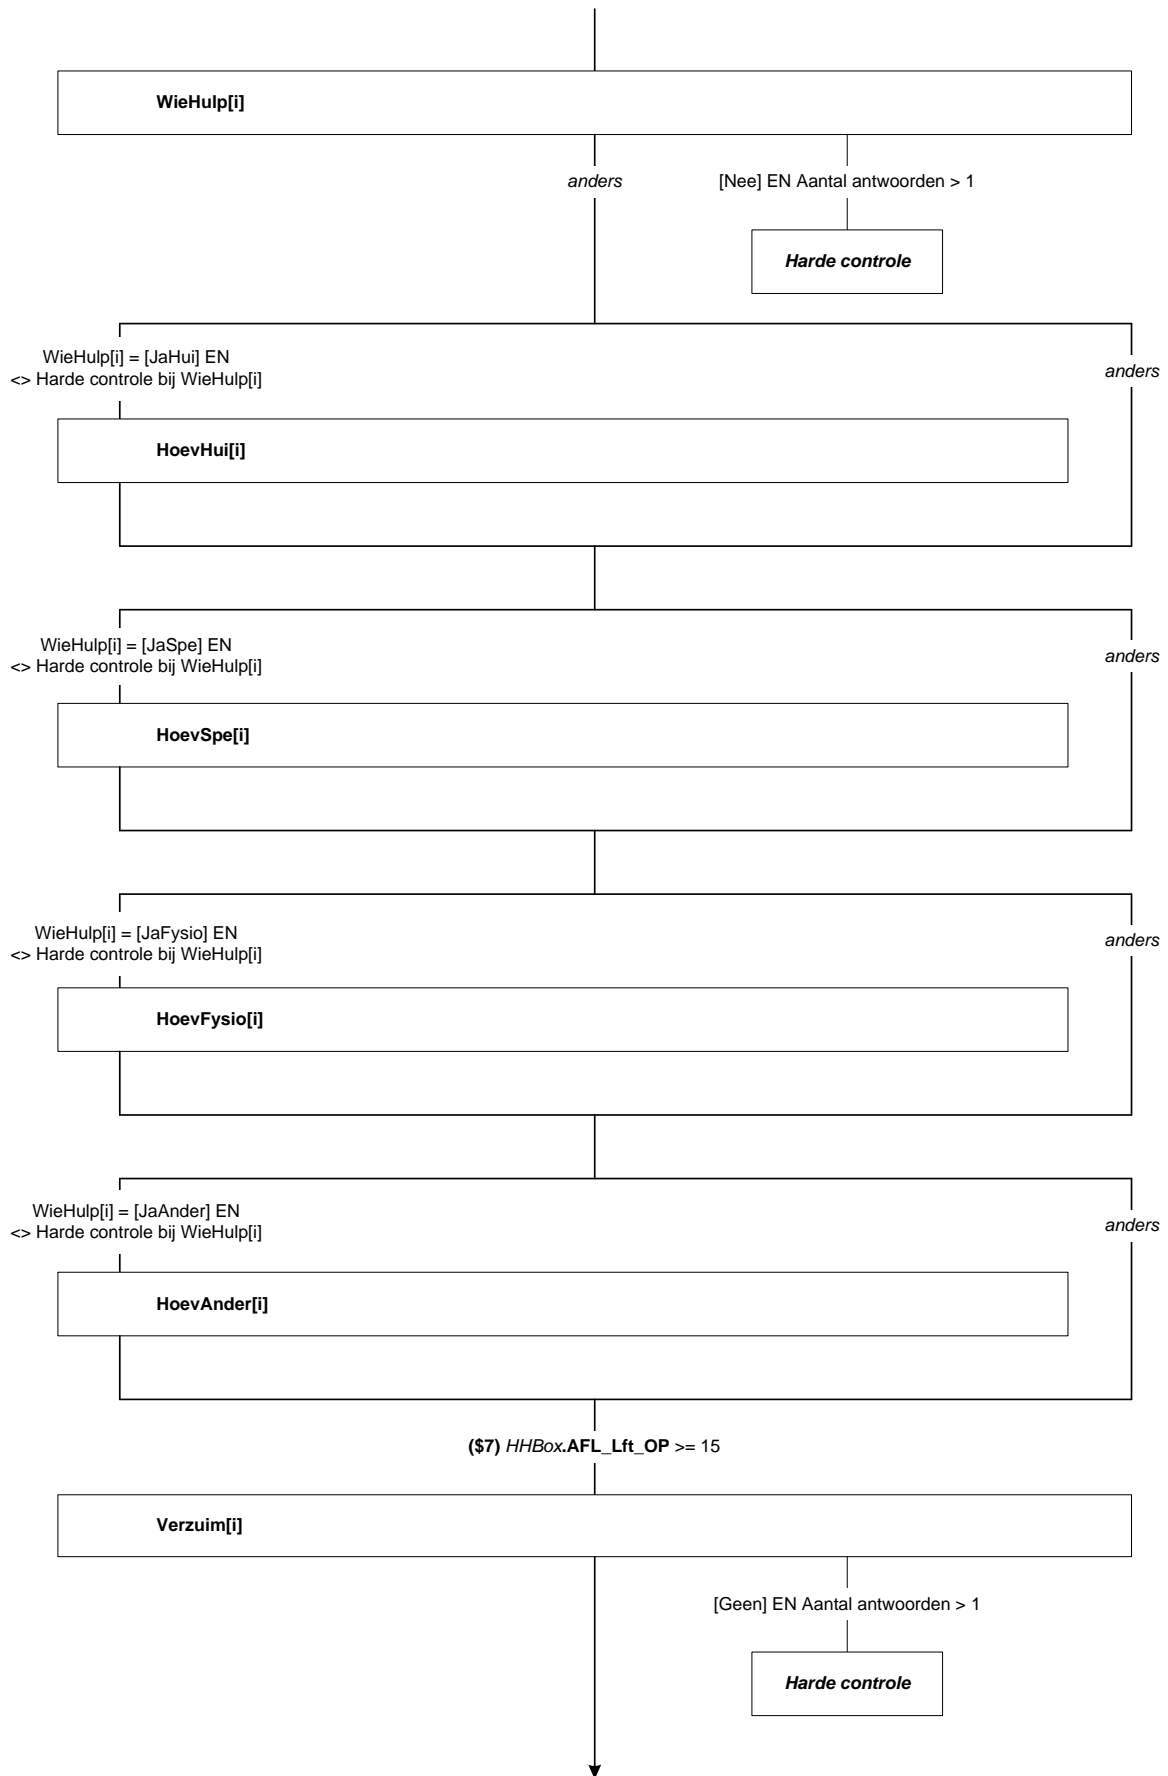 WieHulp[i]
anders
[Nee] EN Aantal antwoorden > 1
Harde controle
WieHulp[i] = [JaHui] EN
<> Harde controle bij WieHulp[i]
anders
HoevHui[i]
WieHulp[i] = [JaSpe] EN
<> Harde controle bij WieHulp[i]
anders
HoevSpe[i]
WieHulp[i] = [JaFysio] EN
<> Harde controle bij WieHulp[i]
anders
HoevFysio[i]
WieHulp[i] = [JaAnder] EN
<> Harde controle bij WieHulp[i]
anders
HoevAnder[i]
($7) HHBox.AFL_Lft_OP >= 15
Verzuim[i]
[Geen] EN Aantal antwoorden > 1
Harde controle